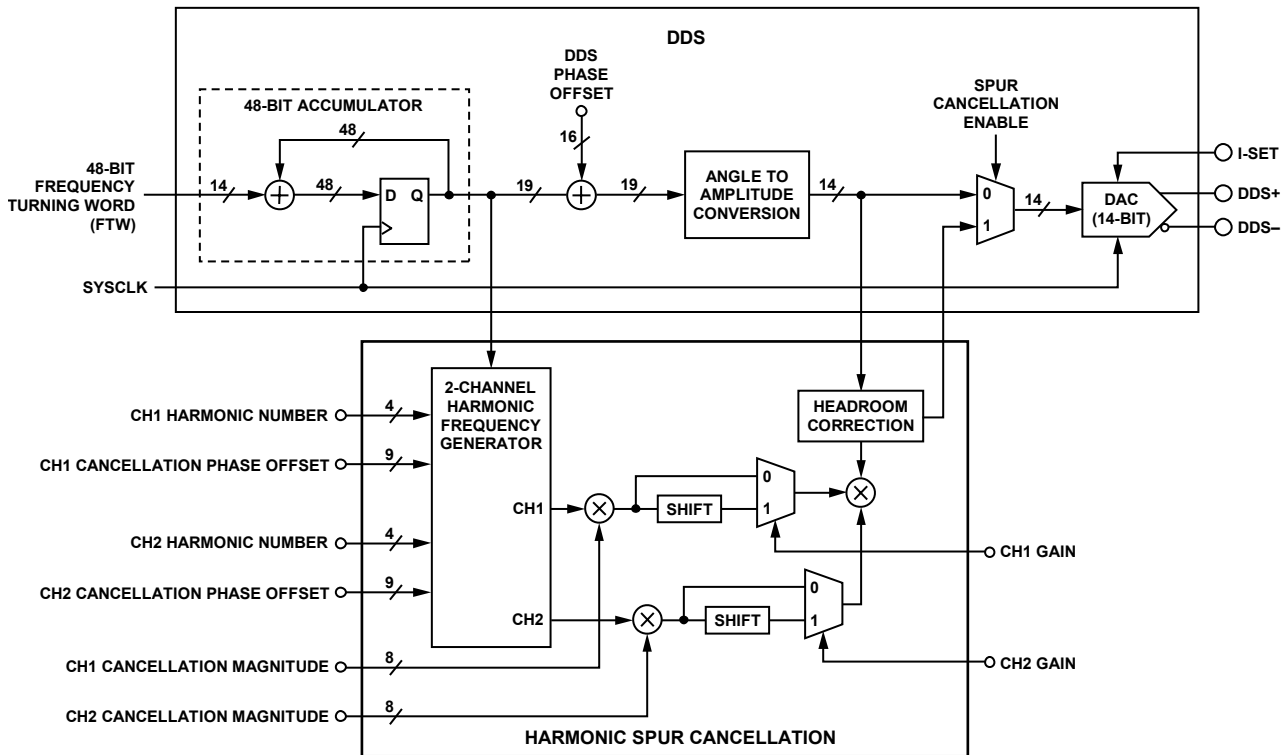 DDS
DDS
PHASE
OFFSET
SPUR
CANCELLATION
ENABLE
48-BIT ACCUMULATOR
48
16
I-SET
48-BIT
FREQUENCY
TURNING WORD (FTW)
14
48
D Q
19
19
ANGLE TO
AMPLITUDE
CONVERSION
14
0
1
14
DAC
(14-BIT)
DDS+
DDS–
SYSCLK
2-CHANNEL
HARMONIC
FREQUENCY
GENERATOR
HEADROOM
CORRECTION
CH1 HARMONIC NUMBER
4
CH1 CANCELLATION PHASE OFFSET
9
CH1
0
SHIFT
1
CH2 HARMONIC NUMBER
4
CH1 GAIN
CH2 CANCELLATION PHASE OFFSET
9
CH2
0
SHIFT
1
CH1 CANCELLATION MAGNITUDE
8
CH2 GAIN
CH2 CANCELLATION MAGNITUDE
8
HARMONIC SPUR CANCELLATION